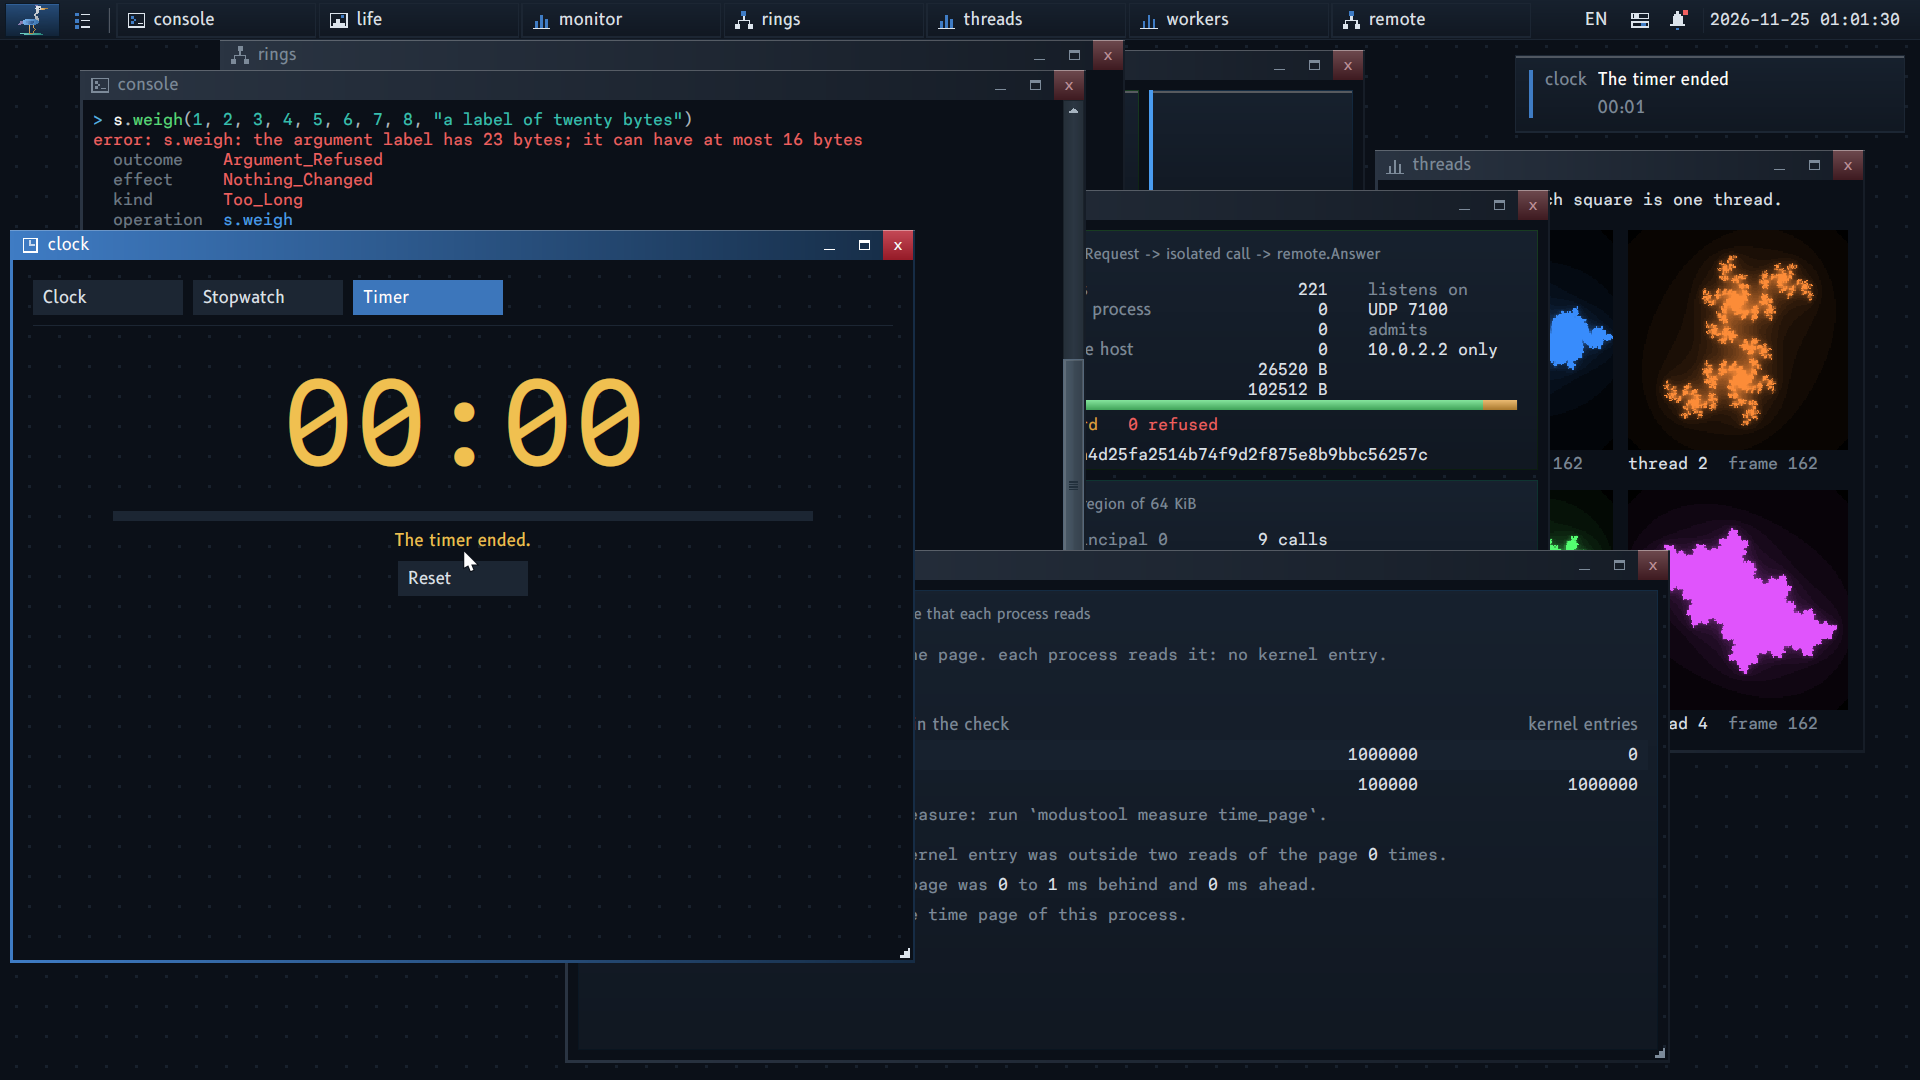 console
life
monitor
rings
threads
workers
remote
EN
2026-11-25 01:01:30
rings
console
> s.weigh(1, 2, 3, 4, 5, 6, 7, 8, "a label of twenty bytes")
error: s.weigh: the argument label has 23 bytes; it can have at most 16 bytes
outcome Argument_Refused
effect Nothing_Changed
kind Too_Long
operation s.weigh
clock The timer ended
00:01
threads
ch square is one thread.
162
thread 2 frame 162
ad 4 frame 162
Request -> isolated call -> remote.Answer
221 listens on
process 0 UDP 7100
0 admits
e host 0 10.0.2.2 only
26520 B
102512 B
d 0 refused
4d25fa2514b74f9d2f875e8b9bbc56257c
egion of 64 KiB
ncipal 0 9 calls
clock
Clock
Stopwatch
Timer
00:00
The timer ended.
Reset
e that each process reads
e page. each process reads it: no kernel entry.
n the check kernel entries
1000000 0
100000 1000000
easure: run `modustool measure time_page`.
ernel entry was outside two reads of the page 0 times.
page was 0 to 1 ms behind and 0 ms ahead.
e time page of this process.